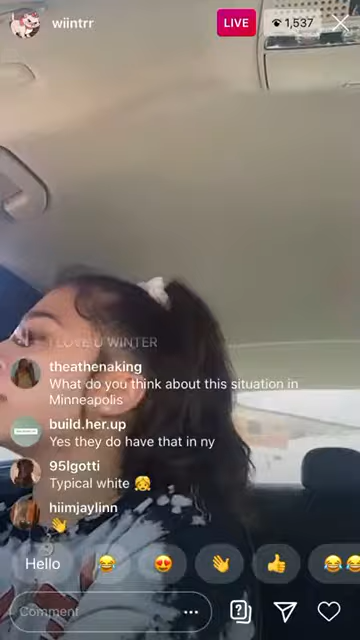 wiintrr
LIVE
1,537
I LOVE U WINTER
theathenaking
What do you think about this situation in
Minneapolis
build.her.up
Yes they do have that in ny
95lgotti
Typical white 👧
hiimjaylinn
👋
Hello 😂 😍 👋 👍 😂😂
Comment